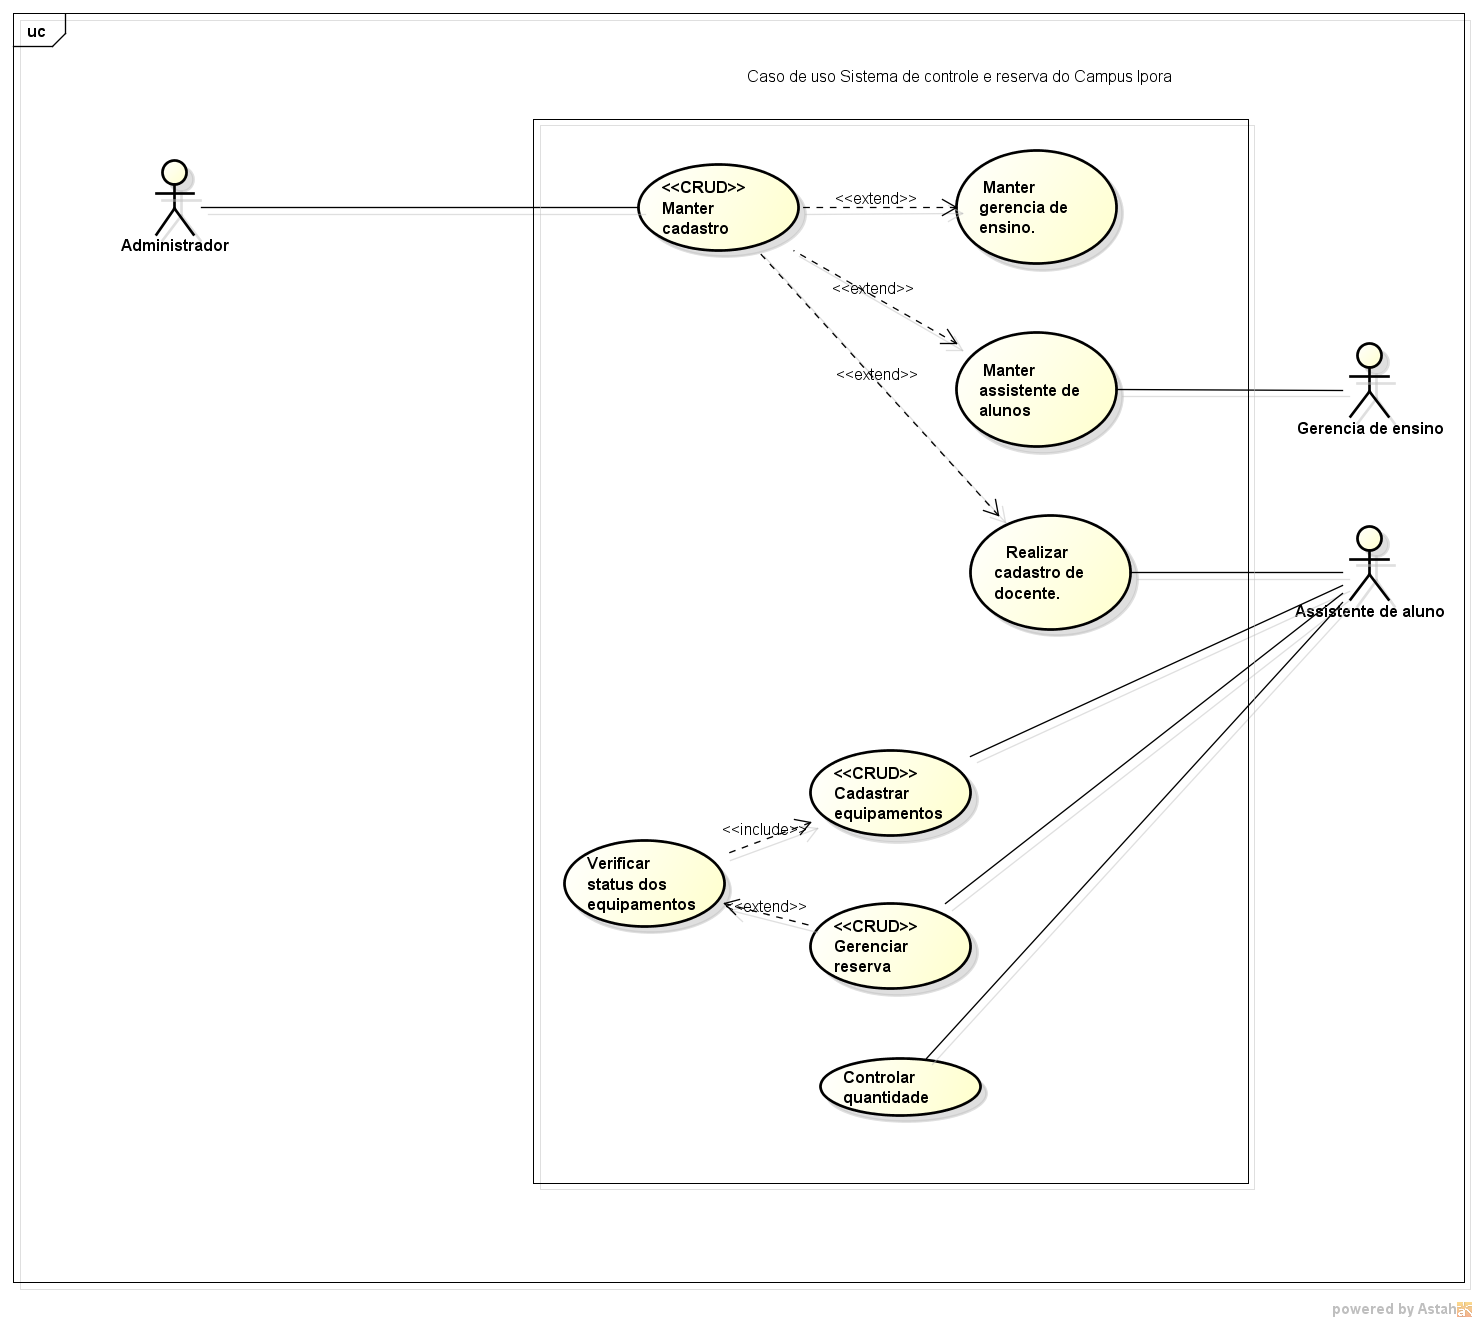 uc
Caso de uso Sistema de controle e reserva do Campus Ipora
<<CRUD>>
Manter
cadastro
<<extend>>
Manter
gerencia de
ensino.
Administrador
<<extend>>
<<extend>>
Manter
assistente de
alunos
Gerencia de ensino
Realizar
cadastro de
docente.
Assistente de aluno
<<CRUD>>
Cadastrar
equipamentos
<<include>>
Verificar
status dos
equipamentos
<<extend>>
<<CRUD>>
Gerenciar
reserva
Controlar
quantidade
powered by Astah